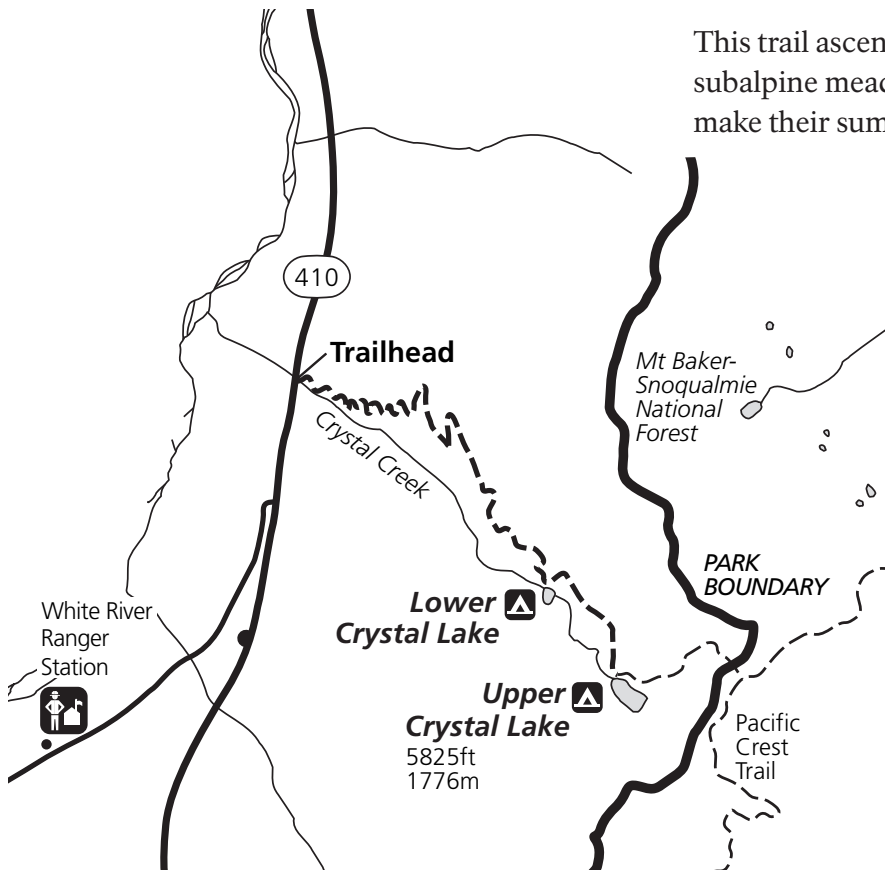 This trail ascen
subalpine mead
make their sum
410
Trailhead
Mt Baker-
Snoqualmie
National
Forest
Crystal Creek
PARK
BOUNDARY
White River
Ranger
Station
Lower
Crystal Lake
Upper
Crystal Lake
5825ft
1776m
Pacific
Crest
Trail